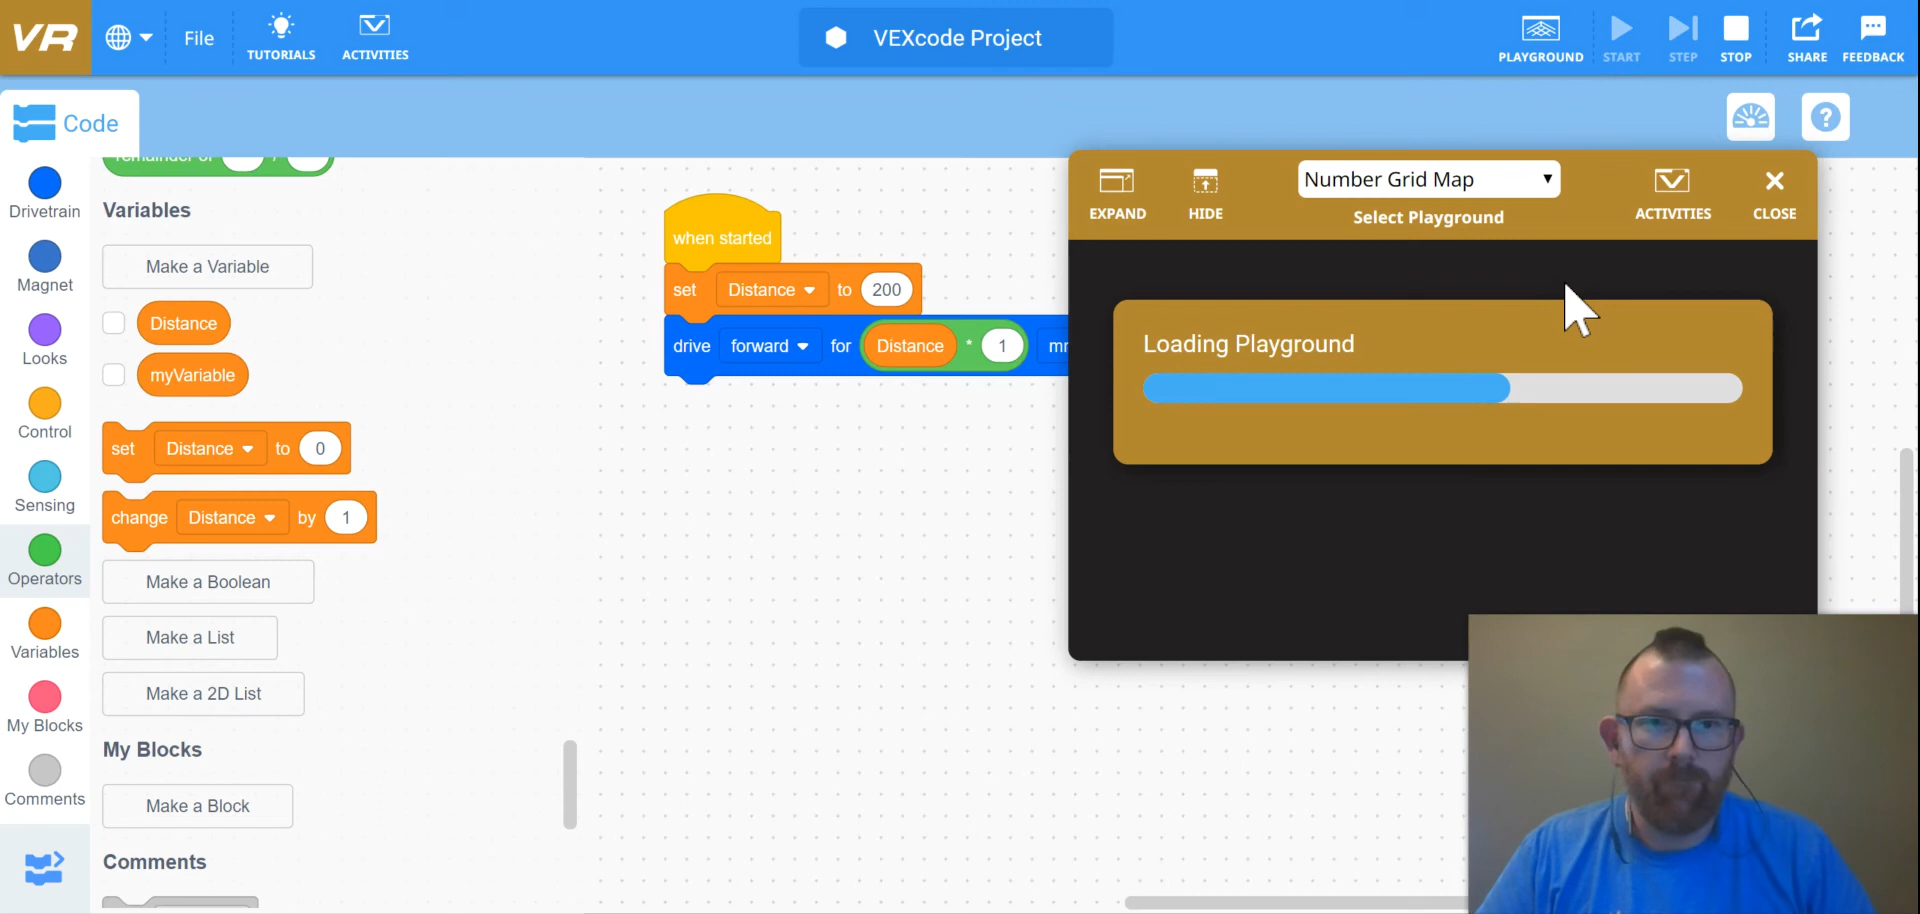 VR
File
TUTORIALS
ACTIVITIES
VEXcode Project
PLAYGROUND
START
STEP
STOP
SHARE
FEEDBACK
Code
?
Drivetrain
Magnet
Looks
Control
Sensing
Operators
Variables
My Blocks
Comments
remainder of /
Variables
Make a Variable
Distance
myVariable
set Distance to 0
change Distance by 1
Make a Boolean
Make a List
Make a 2D List
My Blocks
Make a Block
Comments
when started
set Distance to 200
drive forward for Distance * 1 mm
EXPAND
HIDE
Number Grid Map
Select Playground
ACTIVITIES
CLOSE
Loading Playground